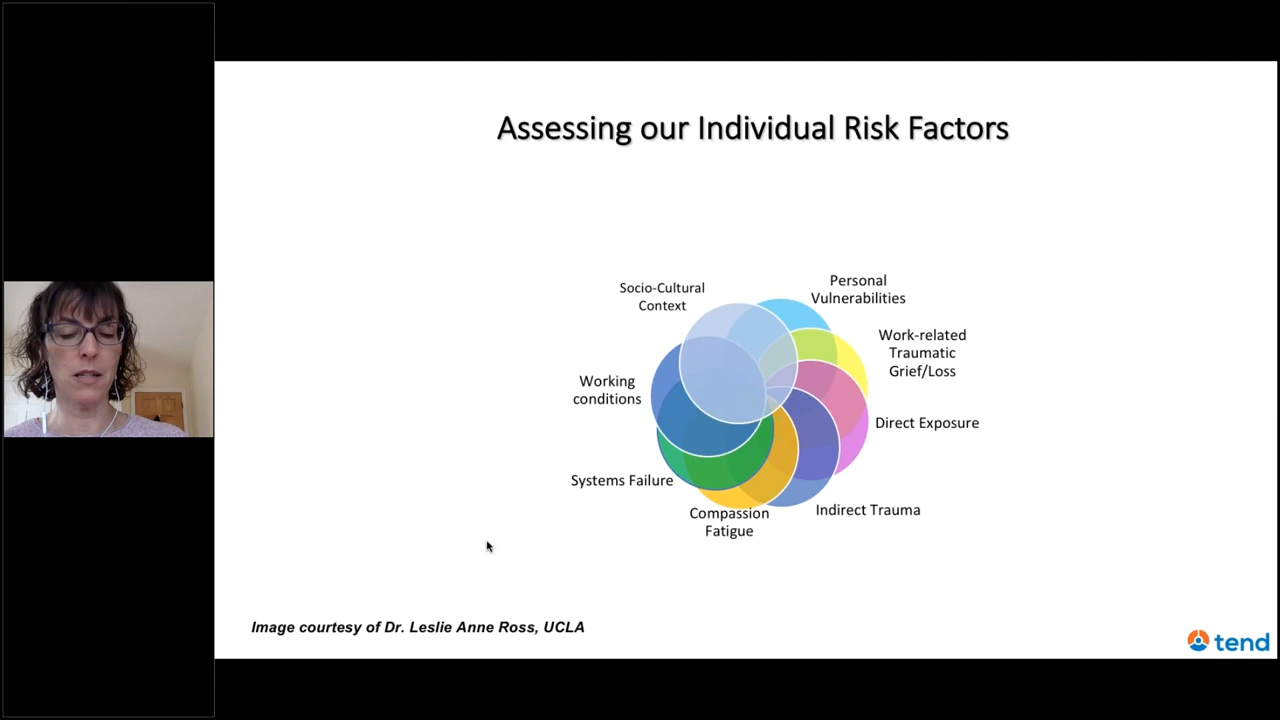 Assessing our Individual Risk Factors
Socio-Cultural
Context
Personal
Vulnerabilities
Work-related
Traumatic
Grief/Loss
Working
conditions
Direct Exposure
Systems Failure
Compassion
Fatigue
Indirect Trauma
Image courtesy of Dr. Leslie Anne Ross, UCLA
tend